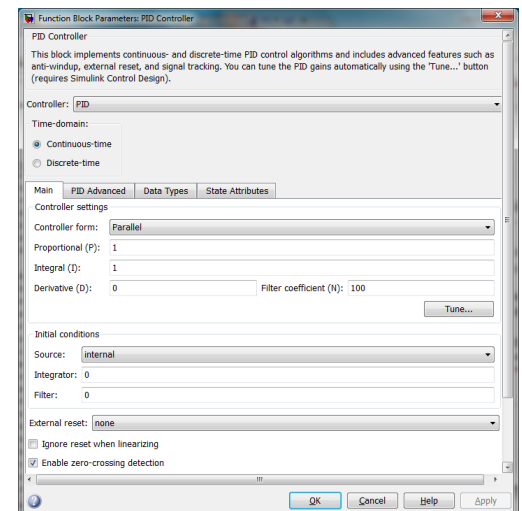 Function Block Parameters: PID Controller
PID Controller
This block implements continuous- and discrete-time PID control algorithms and includes advanced features such as
anti-windup, external reset, and signal tracking. You can tune the PID gains automatically using the 'Tune...' button
(requires Simulink Control Design).
Controller: PID
Time-domain:
Continuous-time
Discrete-time
Main PID Advanced Data Types State Attributes
Controller settings
Controller form: Parallel
Proportional (P): 1
Integral (I): 1
Derivative (D): 0 Filter coefficient (N): 100
Tune...
Initial conditions
Source: internal
Integrator: 0
Filter: 0
External reset: none
Ignore reset when linearizing
Enable zero-crossing detection
OK Cancel Help Apply